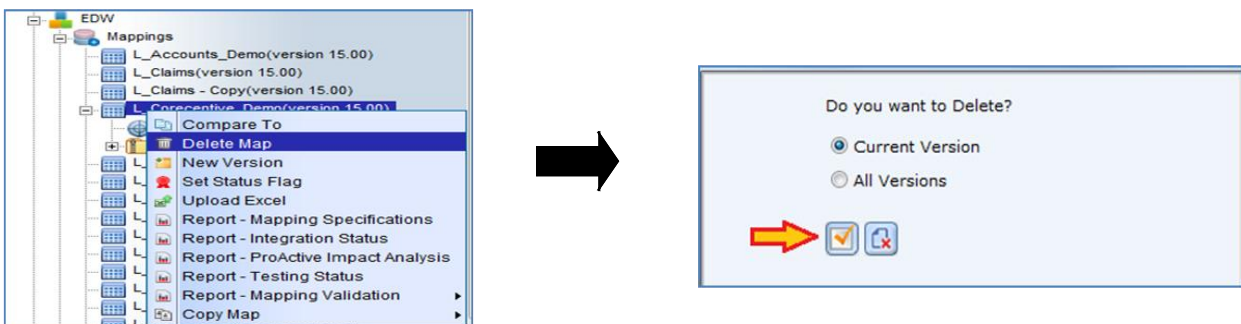 EDW
Mappings
L_Accounts_Demo(version 15.00)
L_Claims(version 15.00)
L_Claims - Copy(version 15.00)
L_Corecentive_Demo(version 15.00)
Compare To
Delete Map
New Version
Set Status Flag
Upload Excel
Report - Mapping Specifications
Report - Integration Status
Report - ProActive Impact Analysis
Report - Testing Status
Report - Mapping Validation
Copy Map
Do you want to Delete?
Current Version
All Versions